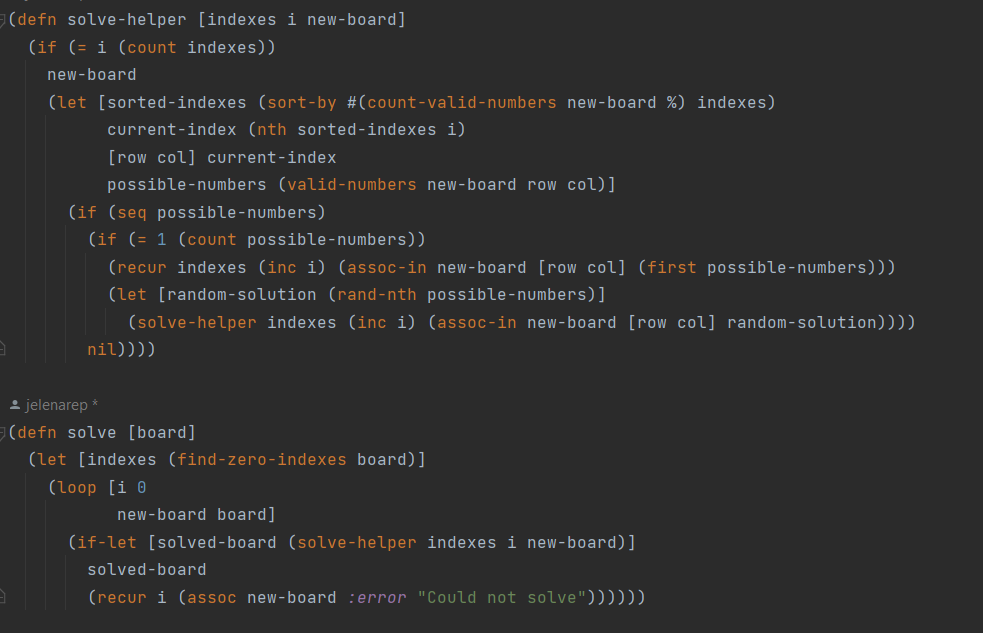 (defn solve-helper [indexes i new-board]
  (if (= i (count indexes))
    new-board
    (let [sorted-indexes (sort-by #(count-valid-numbers new-board %) indexes)
          current-index (nth sorted-indexes i)
          [row col] current-index
          possible-numbers (valid-numbers new-board row col)]
      (if (seq possible-numbers)
        (if (= 1 (count possible-numbers))
          (recur indexes (inc i) (assoc-in new-board [row col] (first possible-numbers)))
          (let [random-solution (rand-nth possible-numbers)]
            (solve-helper indexes (inc i) (assoc-in new-board [row col] random-solution))))
        nil))))
jelenarep *
(defn solve [board]
  (let [indexes (find-zero-indexes board)]
    (loop [i 0
           new-board board]
      (if-let [solved-board (solve-helper indexes i new-board)]
        solved-board
        (recur i (assoc new-board :error "Could not solve"))))))